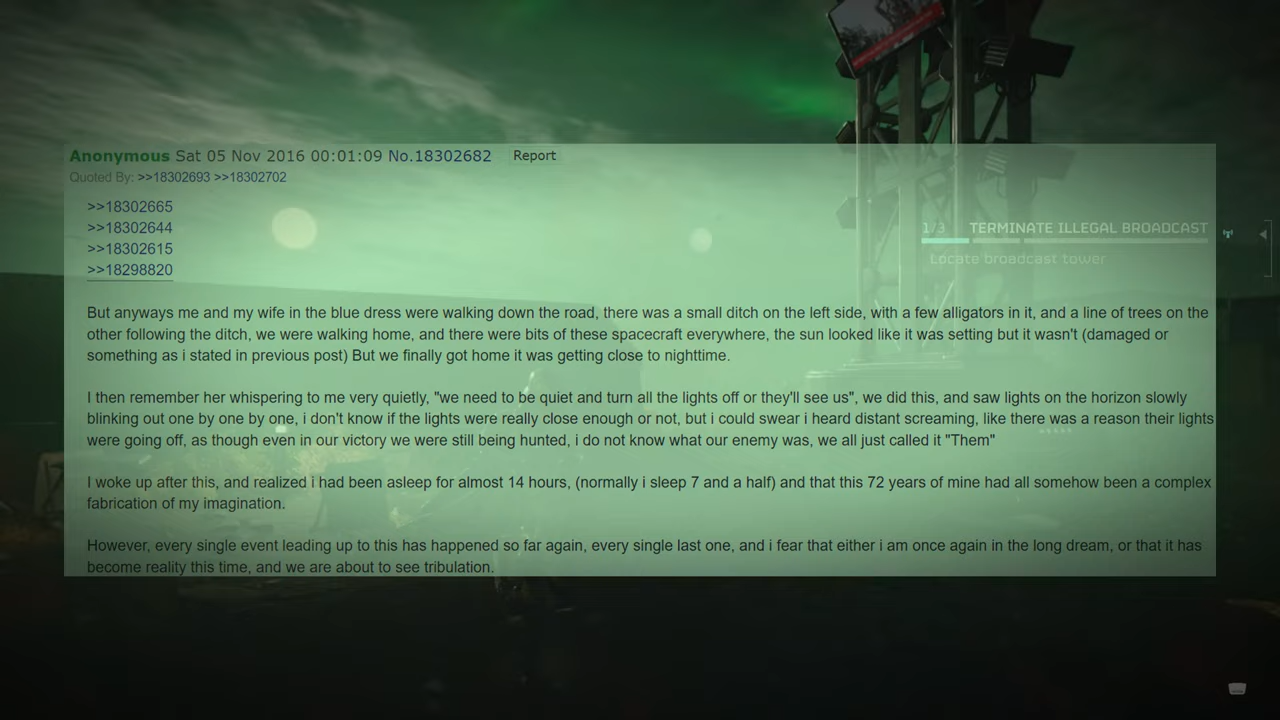 Anonymous Sat 05 Nov 2016 00:01:09 No.18302682 Report
Quoted By: >>18302693 >>18302702
>>18302665
>>18302644
>>18302615
>>18298820
1/3 TERMINATE ILLEGAL BROADCAST
Locate broadcast tower
But anyways me and my wife in the blue dress were walking down the road, there was a small ditch on the left side, with a few alligators in it, and a line of trees on the
other following the ditch, we were walking home, and there were bits of these spacecraft everywhere, the sun looked like it was setting but it wasn't (damaged or
something as i stated in previous post) But we finally got home it was getting close to nighttime.
I then remember her whispering to me very quietly, "we need to be quiet and turn all the lights off or they'll see us", we did this, and saw lights on the horizon slowly
blinking out one by one by one, i don't know if the lights were really close enough or not, but i could swear i heard distant screaming, like there was a reason their lights
were going off, as though even in our victory we were still being hunted, i do not know what our enemy was, we all just called it "Them"
I woke up after this, and realized i had been asleep for almost 14 hours, (normally i sleep 7 and a half) and that this 72 years of mine had all somehow been a complex
fabrication of my imagination.
However, every single event leading up to this has happened so far again, every single last one, and i fear that either i am once again in the long dream, or that it has
become reality this time, and we are about to see tribulation.